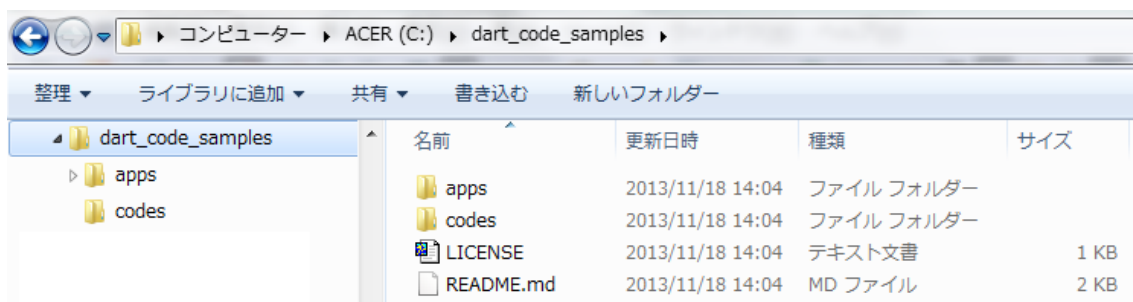 コンピューター ACER (C:) dart_code_samples
整理 ライブラリに追加 共有 書き込む 新しいフォルダー
dart_code_samples
apps
codes
名前 更新日時 種類 サイズ
apps 2013/11/18 14:04 ファイル フォルダー
codes 2013/11/18 14:04 ファイル フォルダー
LICENSE 2013/11/18 14:04 テキスト文書 1 KB
README.md 2013/11/18 14:04 MD ファイル 2 KB